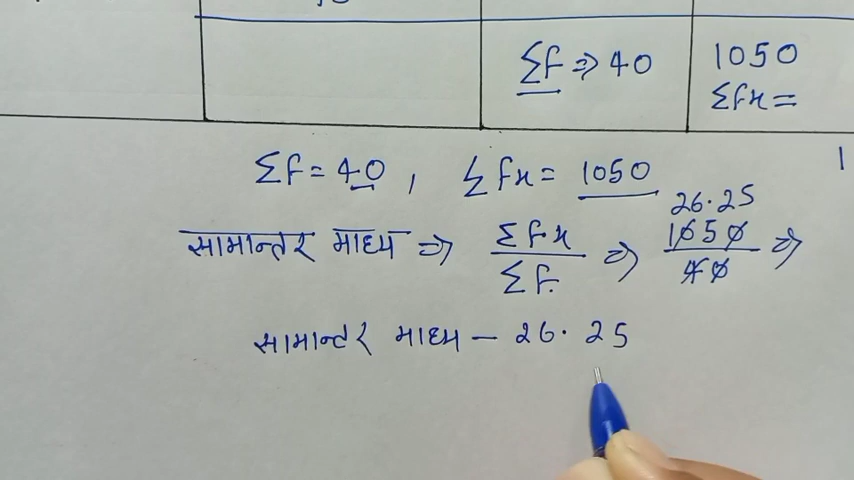 Σf ⇒ 40
1050
Σfx =
Σf = 40 , Σfx = 1050
26.25
सामान्तर माध्य ⇒ Σfx / Σf. ⇒ 1050 / 40 ⇒
सामान्तर माध्य – 26.25